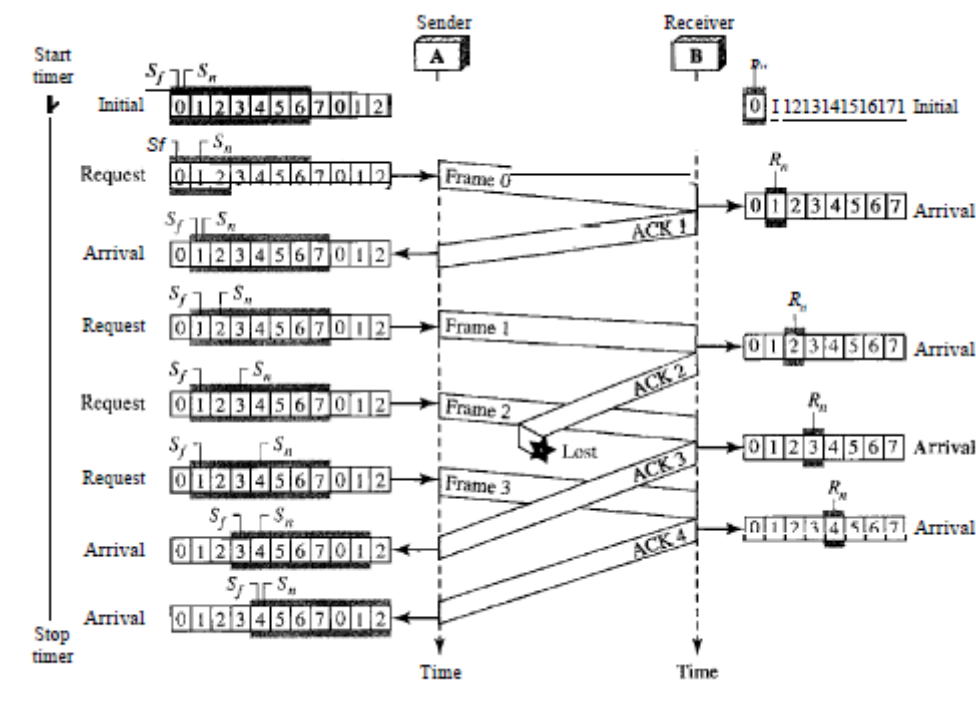 Sender Receiver
Start
timer
A B
S_f S_n
Initial 0 1 2 3 4 5 6 7 0 1 2 0 I 1213141516171 Initial
Sf S_n R_n
Request 0 1 2 3 4 5 6 7 0 1 2 Frame 0 0 1 2 3 4 5 6 7 Arrival
S_f S_n ACK 1
Arrival 0 1 2 3 4 5 6 7 0 1 2
S_f S_n R_n
Request 0 1 2 3 4 5 6 7 0 1 2 Frame 1 0 1 2 3 4 5 6 7 Arrival
S_f S_n ACK 2
Request 0 1 2 3 4 5 6 7 0 1 2 Frame 2 R_n
Lost 0 1 2 3 4 5 6 7 Arrival
S_f S_n ACK 3
Request 0 1 2 3 4 5 6 7 0 1 2 Frame 3 R_n
S_f S_n 0 1 2 3 4 5 6 7 Arrival
Arrival 0 1 2 3 4 5 6 7 0 1 2 ACK 4
S_f S_n
Arrival 0 1 2 3 4 5 6 7 0 1 2
Stop
timer
Time Time